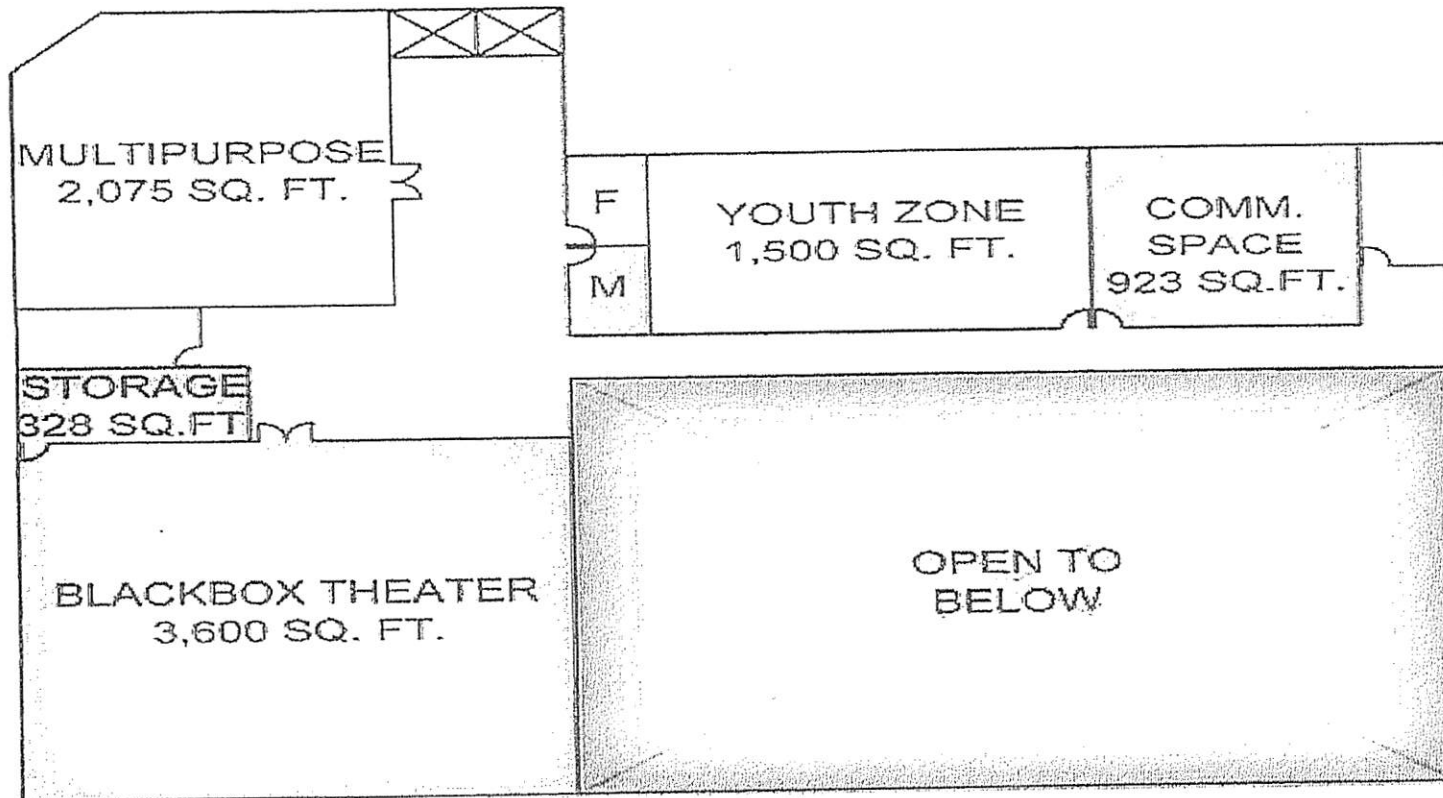 MULTIPURPOSE
2,075 SQ. FT.
F
M
YOUTH ZONE
1,500 SQ. FT.
COMM.
SPACE
923 SQ.FT.
STORAGE
328 SQ.FT
BLACKBOX THEATER
3,600 SQ. FT.
OPEN TO
BELOW